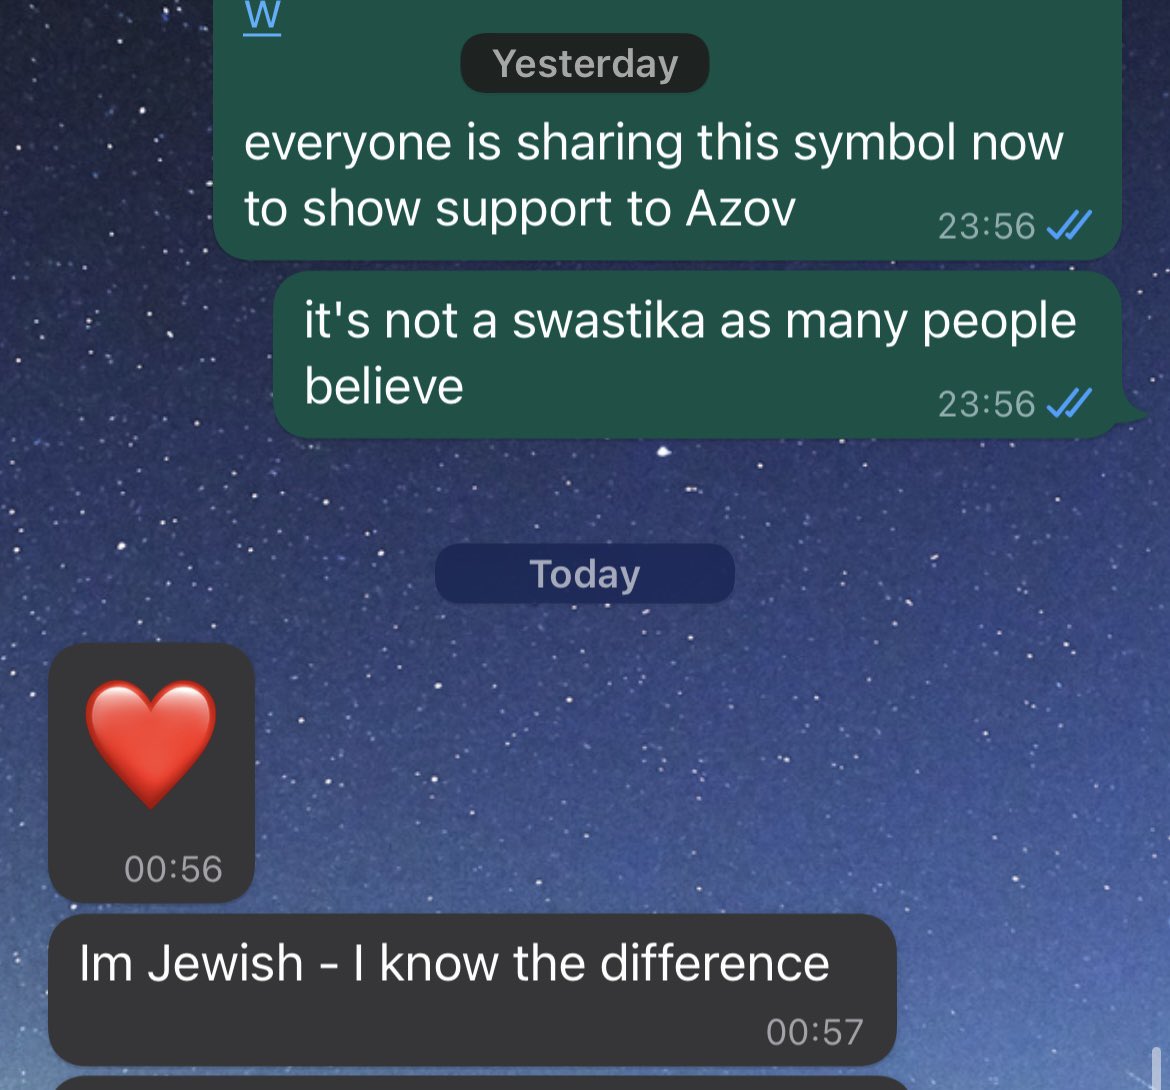 w
Yesterday
everyone is sharing this symbol now
to show support to Azov
23:56
it's not a swastika as many people
believe
23:56
Today
❤️
00:56
Im Jewish - I know the difference
00:57